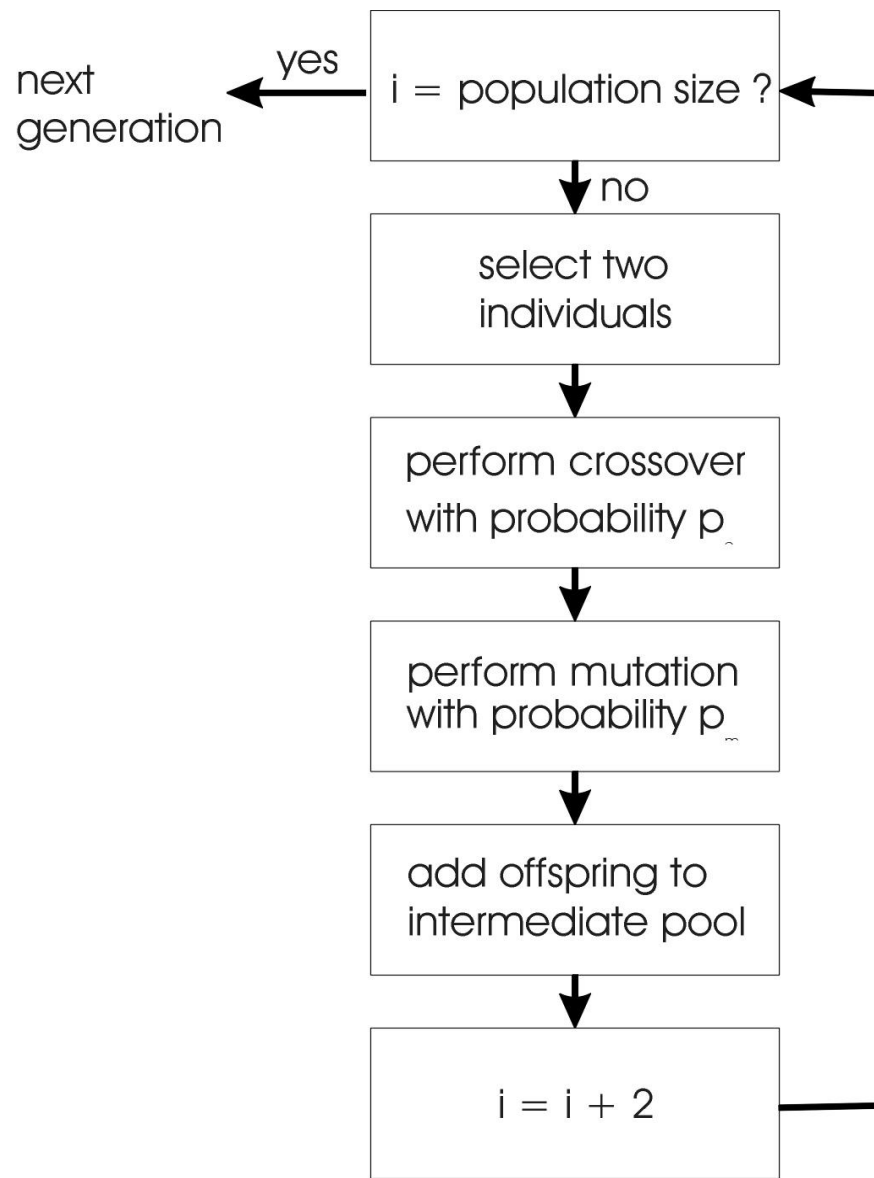 yes
next
generation
i = population size ?
no
select two
individuals
perform crossover
with probability p
perform mutation
with probability p m
add offspring to
intermediate pool
i = i + 2